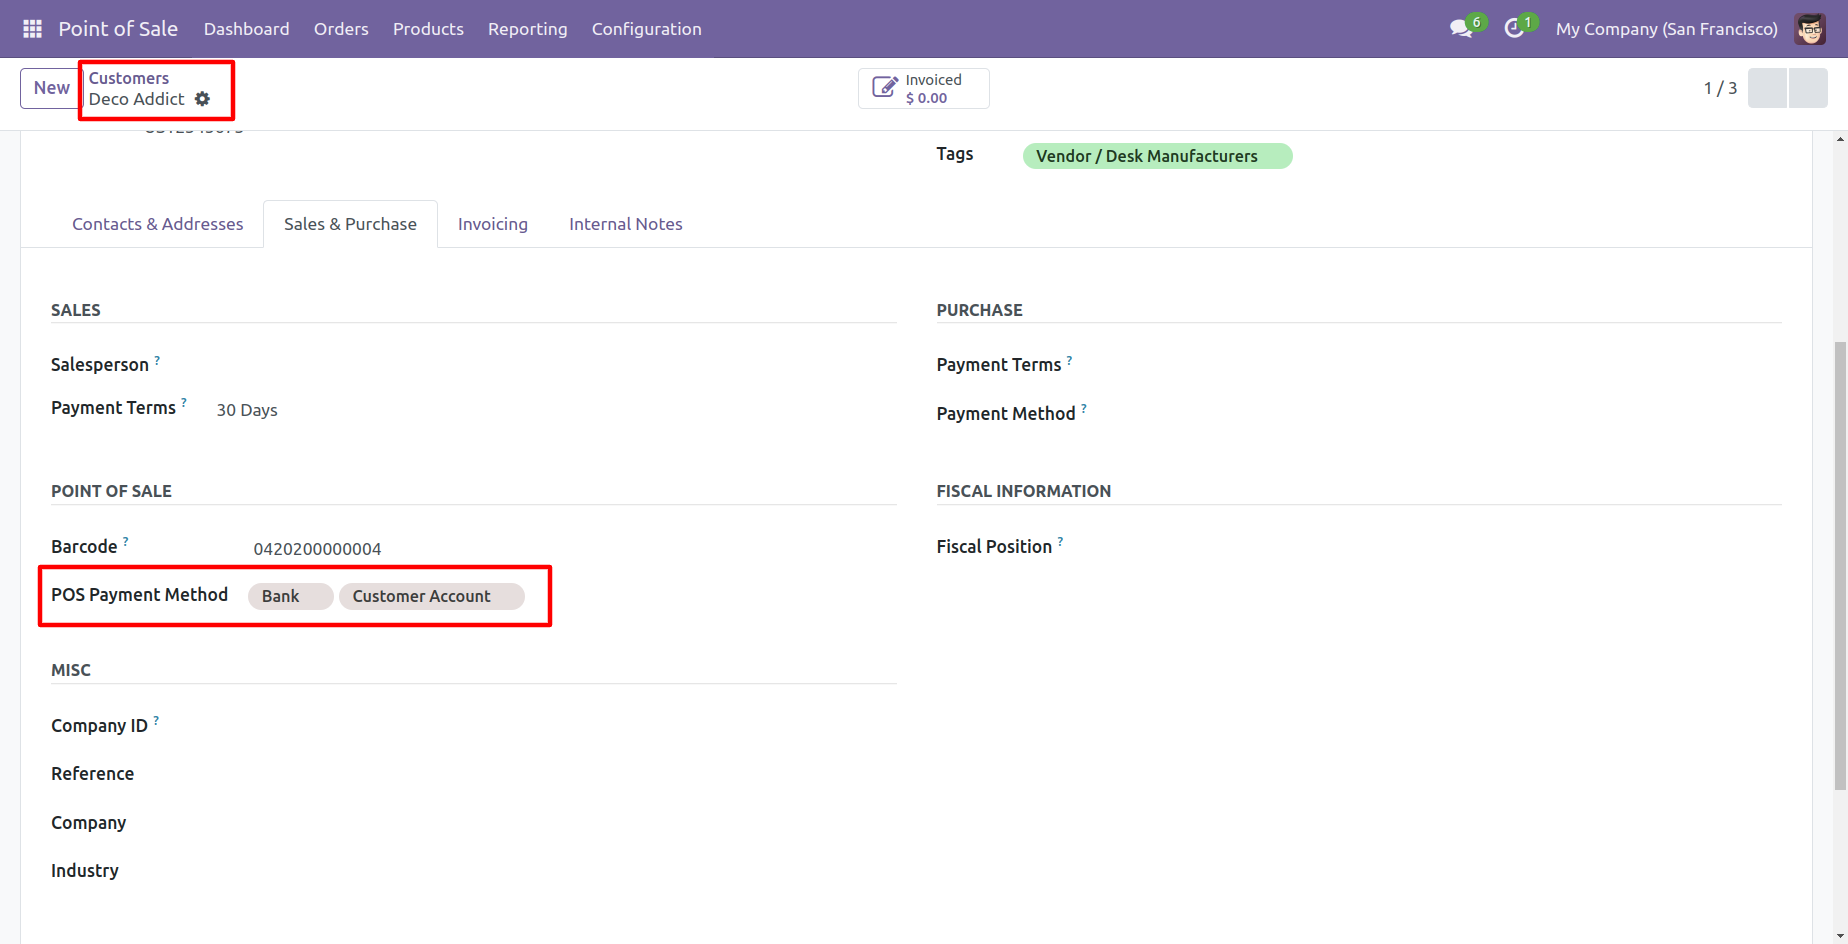 Point of Sale Dashboard Orders Products Reporting Configuration 6 1 My Company (San Francisco)
New Customers Invoiced 1 / 3
Deco Addict $ 0.00
Tags Vendor / Desk Manufacturers
Contacts & Addresses Sales & Purchase Invoicing Internal Notes
SALES PURCHASE
Salesperson ? Payment Terms ?
Payment Terms ? 30 Days Payment Method ?
POINT OF SALE FISCAL INFORMATION
Barcode ? 0420200000004 Fiscal Position ?
POS Payment Method Bank Customer Account
MISC
Company ID ?
Reference
Company
Industry